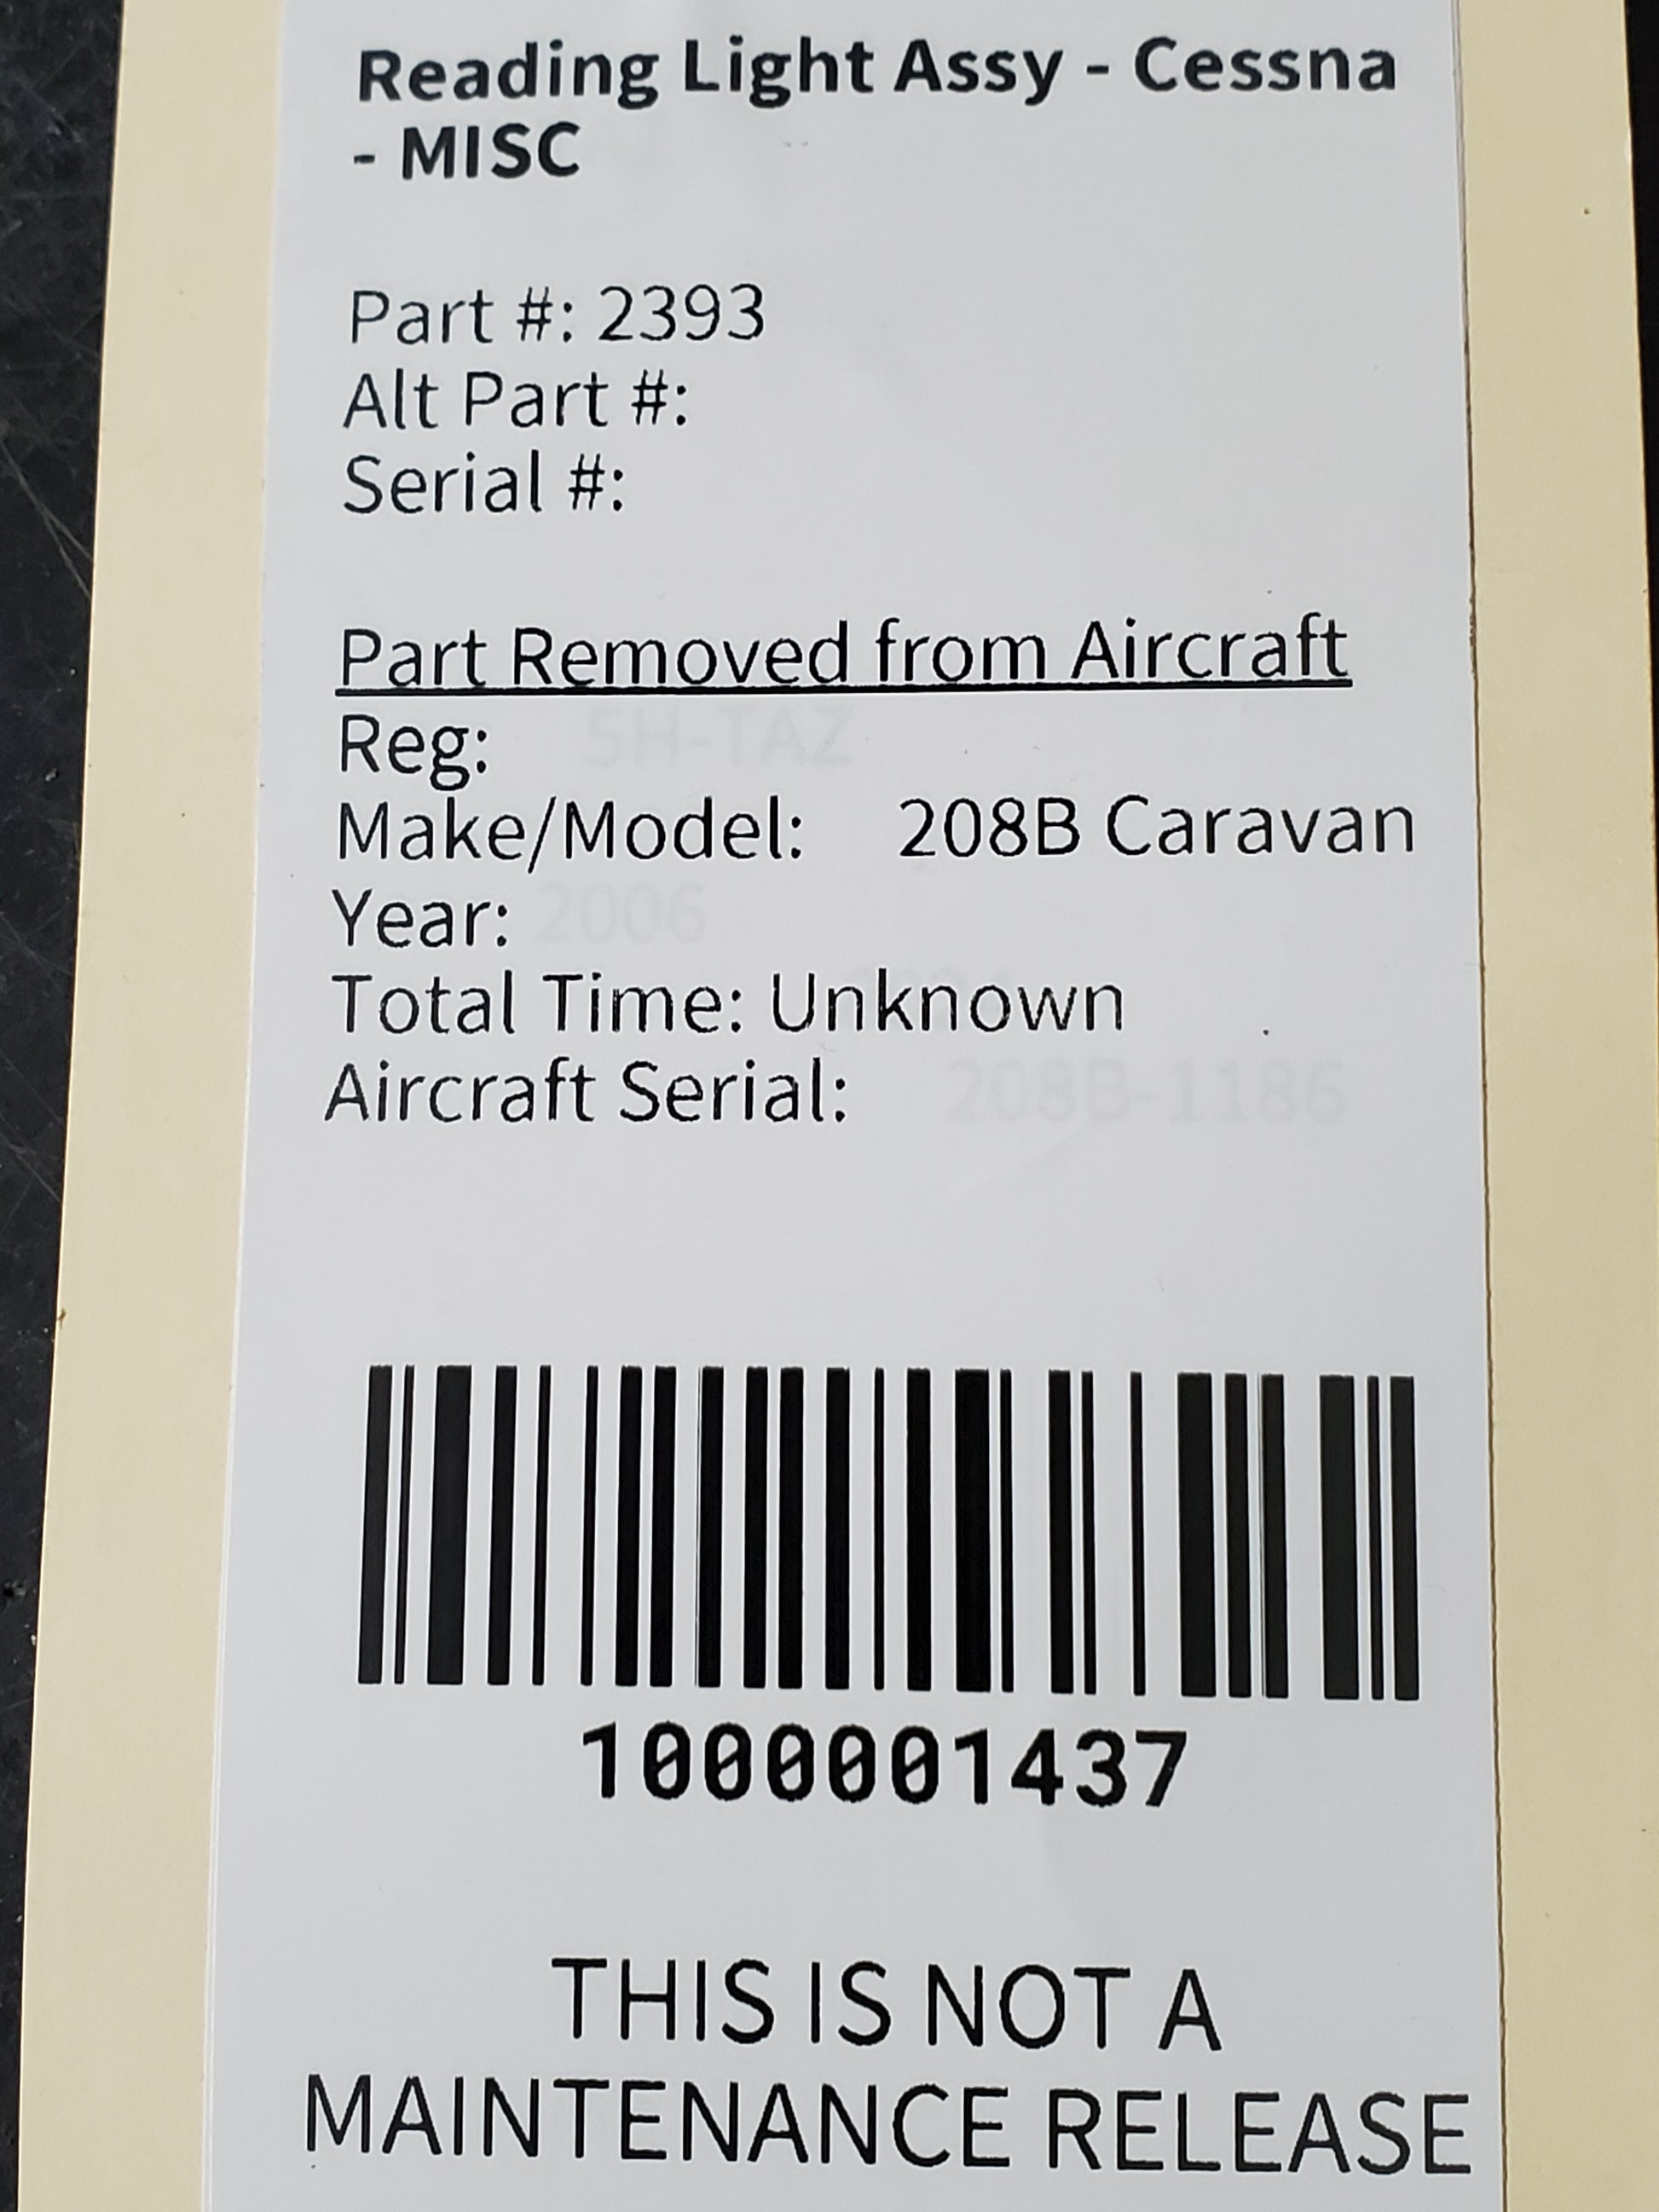 Reading Light Assy - Cessna
- MISC
Part #: 2393
Alt Part #:
Serial #:
Part Removed from Aircraft
Reg: 5H-TAZ
Make/Model: 208B Caravan
Year: 2006
Total Time: Unknown
Aircraft Serial: 208B-1186
1000001437
THIS IS NOT A
MAINTENANCE RELEASE